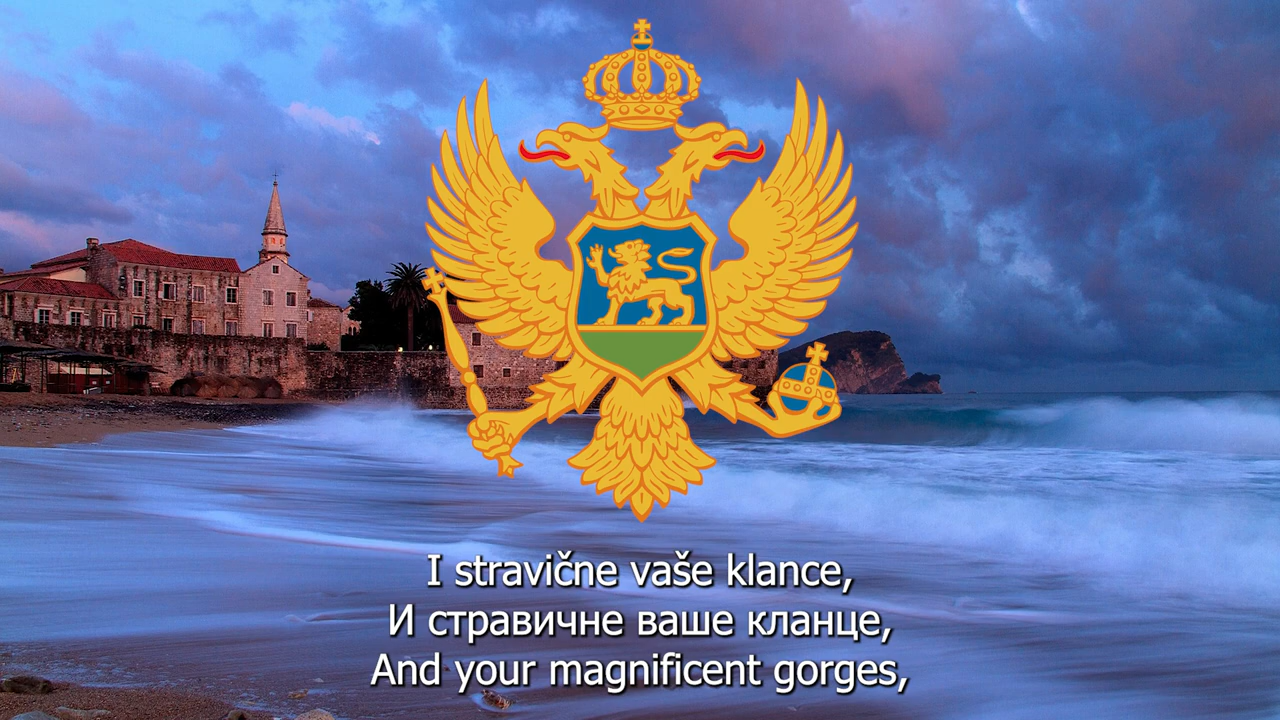 I stravične vaše klance,
И стравичне ваше кланце,
And your magnificent gorges,